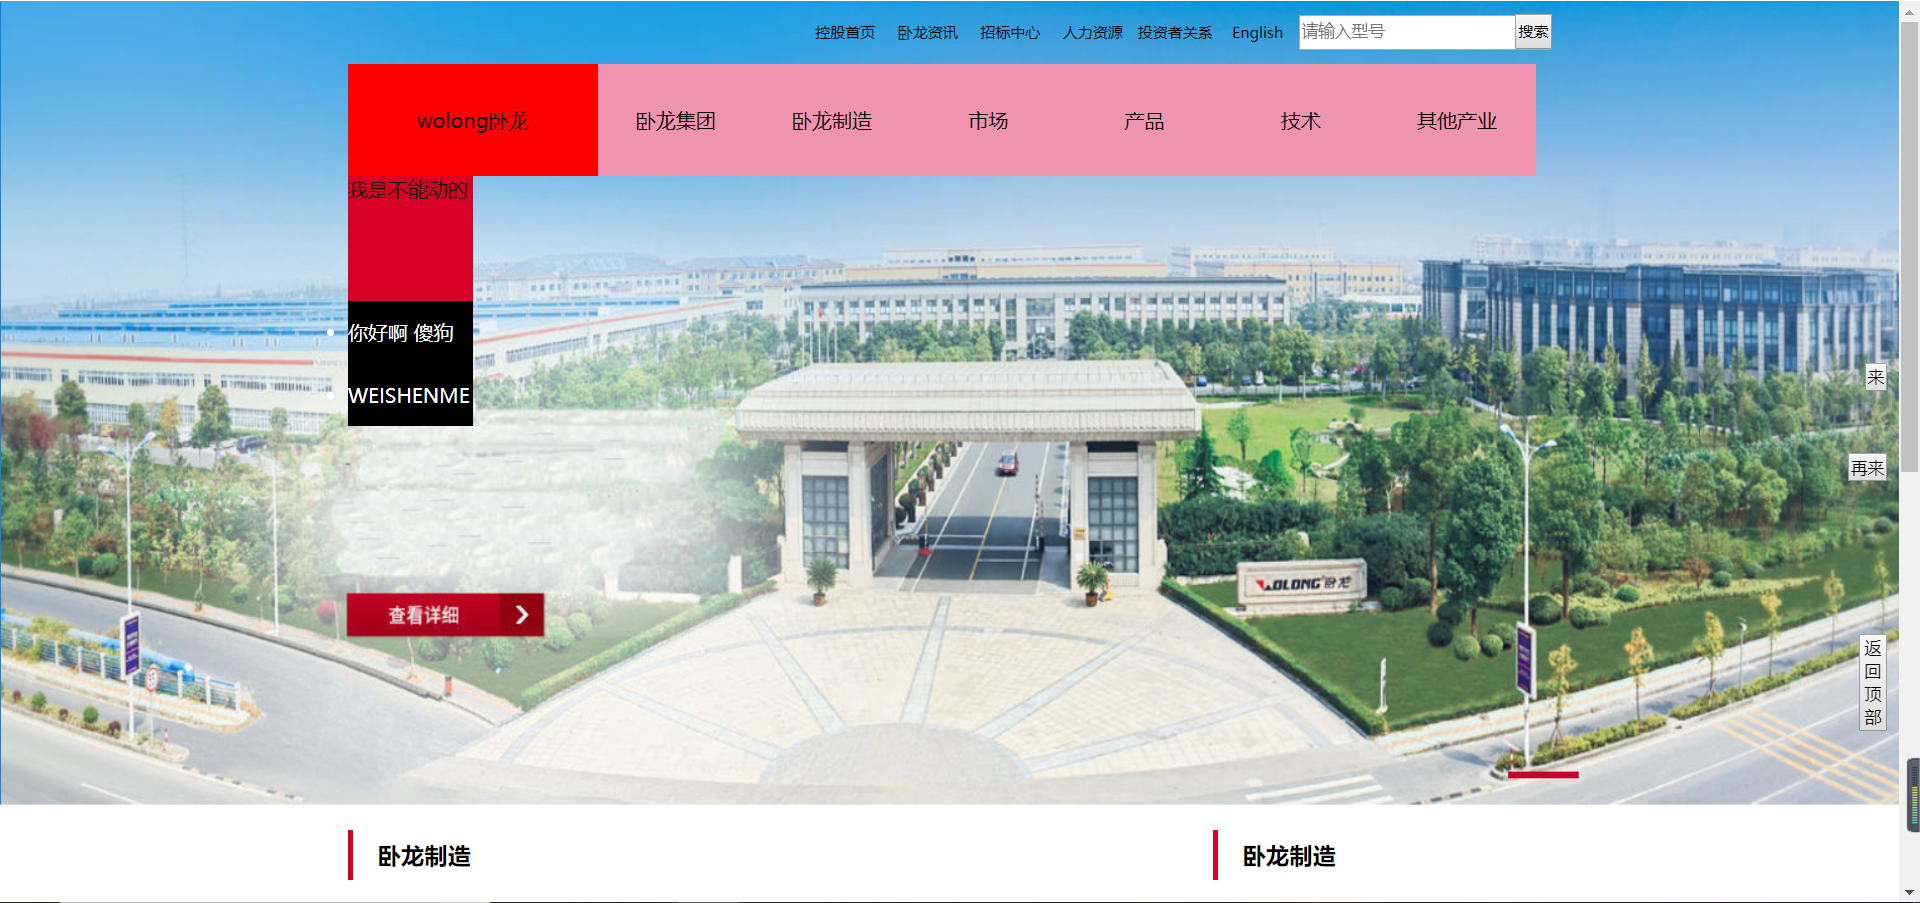 控股首页 卧龙资讯 招标中心 人力资源 投资者关系 English 请输入型号 搜索
wolong卧龙 卧龙集团 卧龙制造 市场 产品 技术 其他产业
我是不能动的
你好啊 傻狗
来
WEISHENME
再来
WOLONG 卧龙
查看详细
返
回
顶
部
卧龙制造 卧龙制造